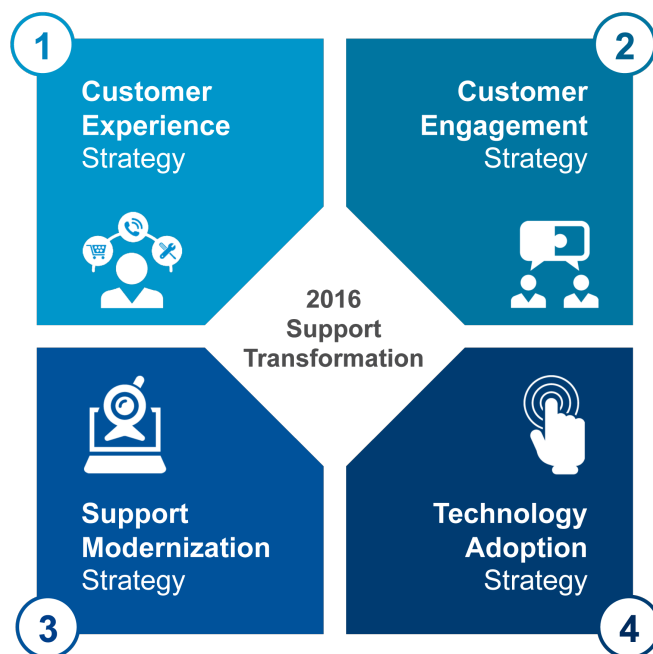 1
Customer
Experience
Strategy
2
Customer
Engagement
Strategy
2016
Support
Transformation
Support
Modernization
Strategy
3
Technology
Adoption
Strategy
4